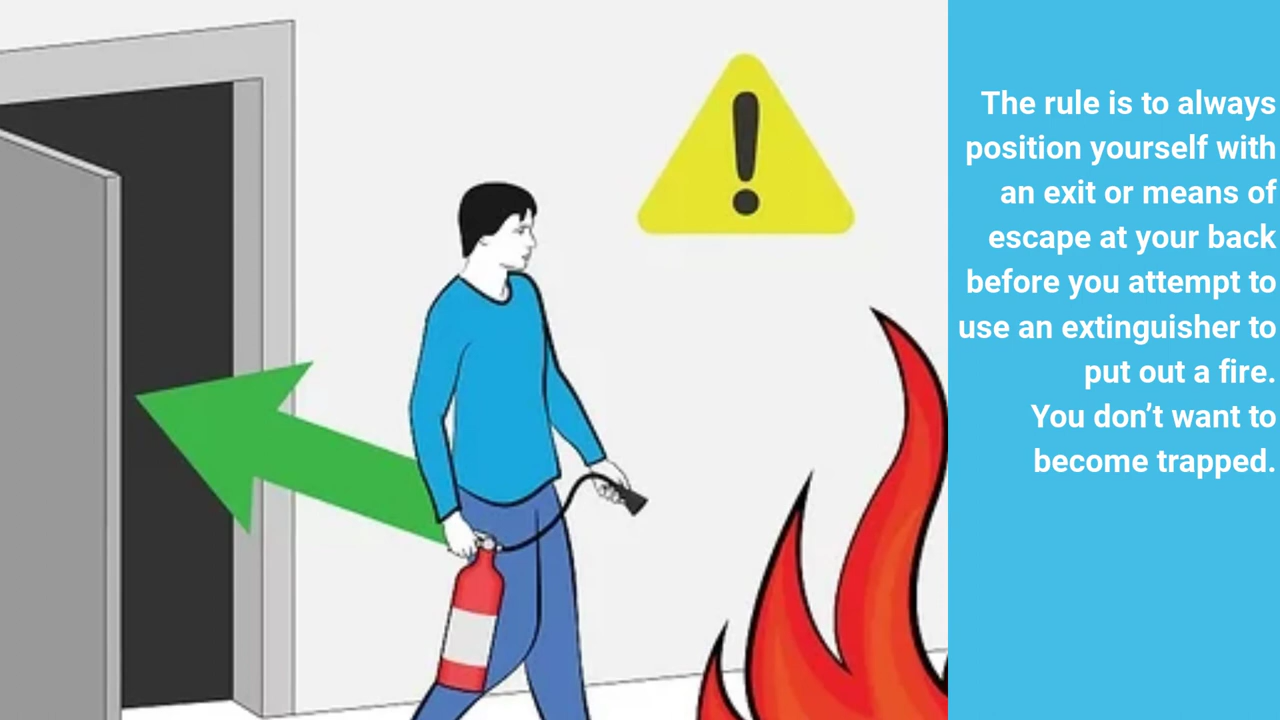 The rule is to always
position yourself with
an exit or means of
escape at your back
before you attempt to
use an extinguisher to
put out a fire.
You don’t want to
become trapped.